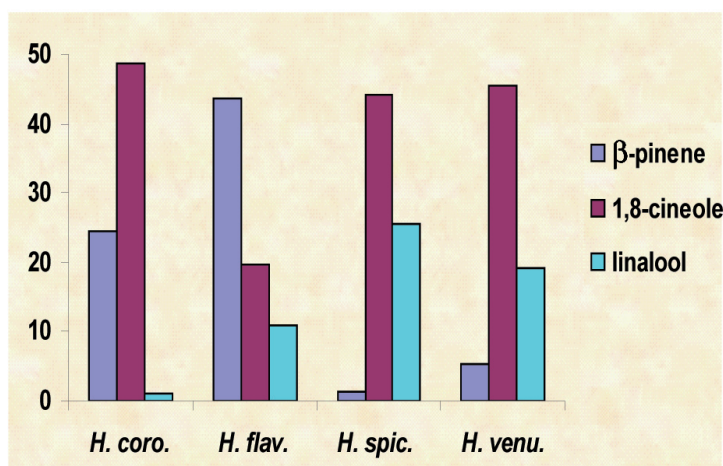 50
40
30
20
10
0
H. coro. H. flav. H. spic. H. venu.
β-pinene
1,8-cineole
linalool